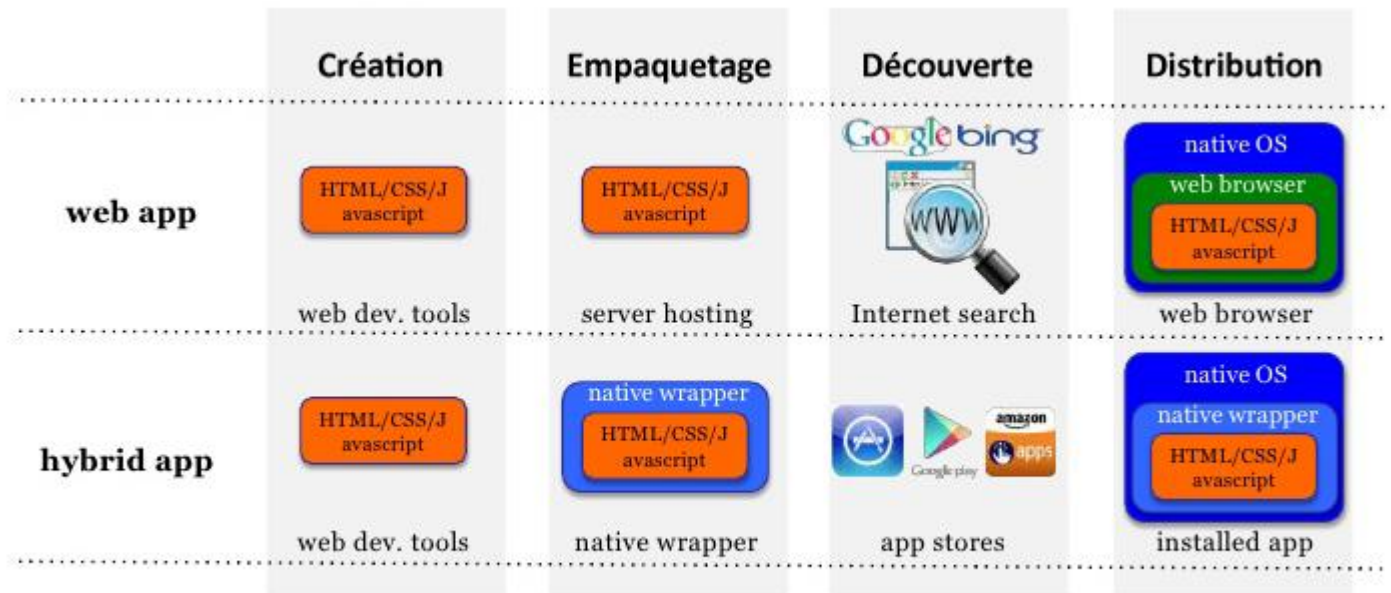 Création Empaquetage Découverte Distribution
Google bing
native OS
web browser
HTML/CSS/J
avascript
HTML/CSS/J
avascript
WWW
HTML/CSS/J
avascript
web app
web dev. tools server hosting Internet search web browser
native OS
native wrapper
native wrapper
HTML/CSS/J
avascript
HTML/CSS/J
avascript
amazon
apps
Google play
HTML/CSS/J
avascript
hybrid app
web dev. tools native wrapper app stores installed app